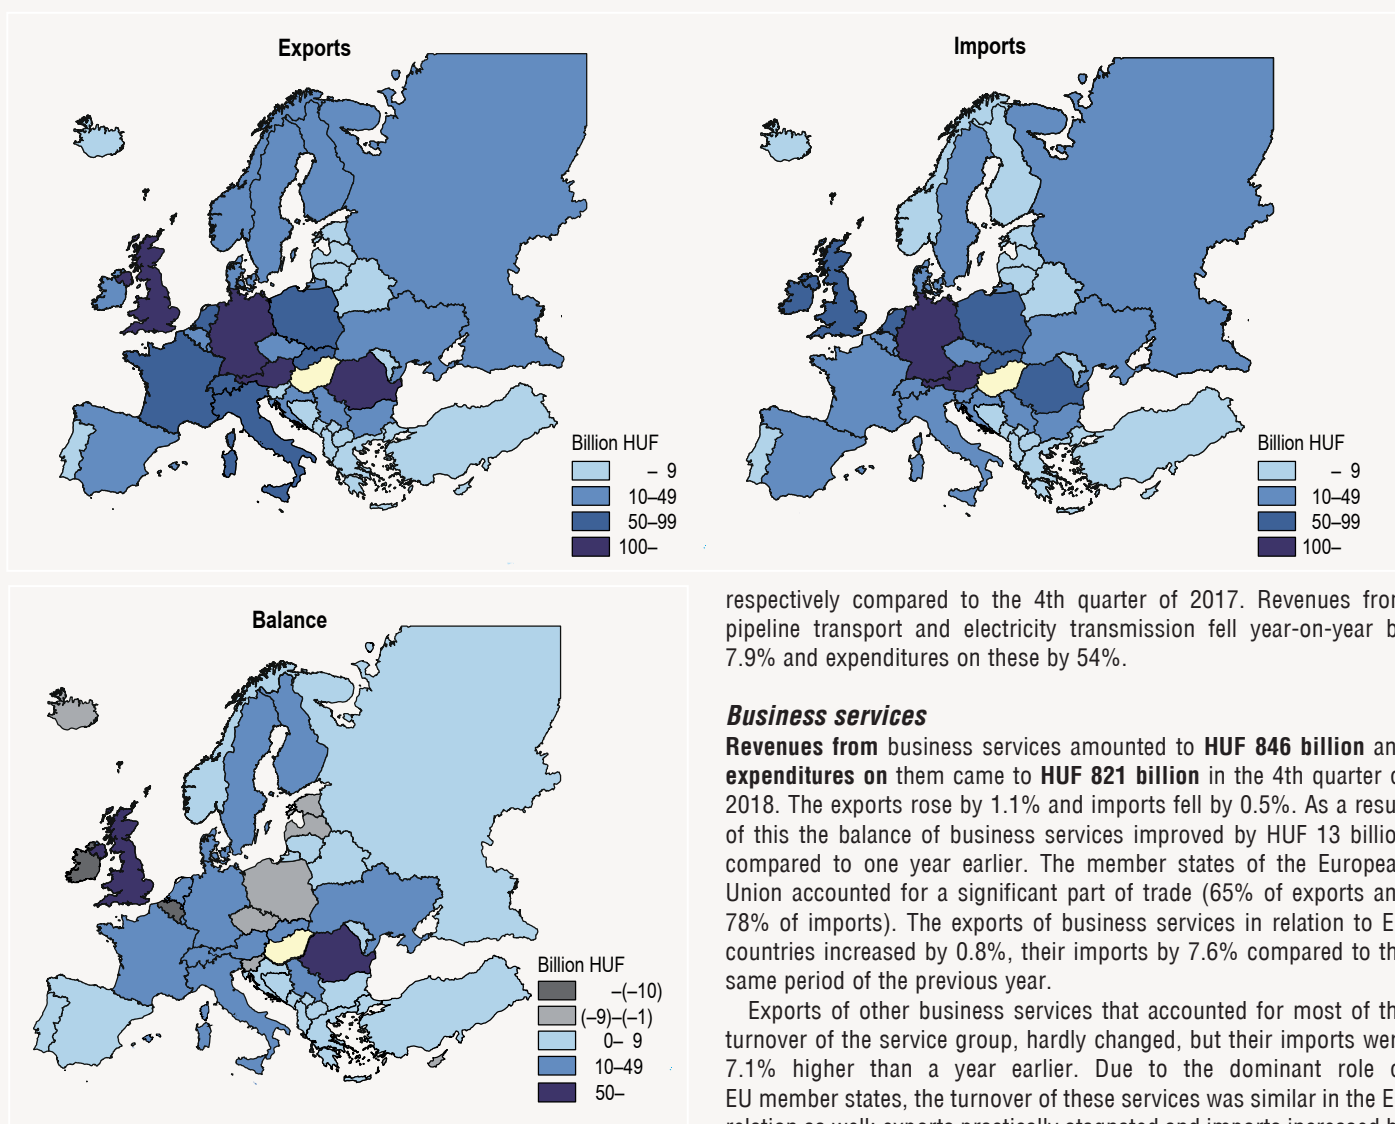 Exports
Billion HUF
– 9
10–49
50–99
100–
Imports
Billion HUF
– 9
10–49
50–99
100–
Balance
Billion HUF
–(–10)
(–9)–(–1)
0– 9
10–49
50–
respectively compared to the 4th quarter of 2017. Revenues from
pipeline transport and electricity transmission fell year-on-year b
7.9% and expenditures on these by 54%.
Business services
Revenues from business services amounted to HUF 846 billion an
expenditures on them came to HUF 821 billion in the 4th quarter o
2018. The exports rose by 1.1% and imports fell by 0.5%. As a resu
of this the balance of business services improved by HUF 13 billio
compared to one year earlier. The member states of the Europea
Union accounted for a significant part of trade (65% of exports an
78% of imports). The exports of business services in relation to E
countries increased by 0.8%, their imports by 7.6% compared to th
same period of the previous year.
Exports of other business services that accounted for most of th
turnover of the service group, hardly changed, but their imports wer
7.1% higher than a year earlier. Due to the dominant role o
EU member states, the turnover of these services was similar in the E
relation as well: exports practically stagnated and imports increased b